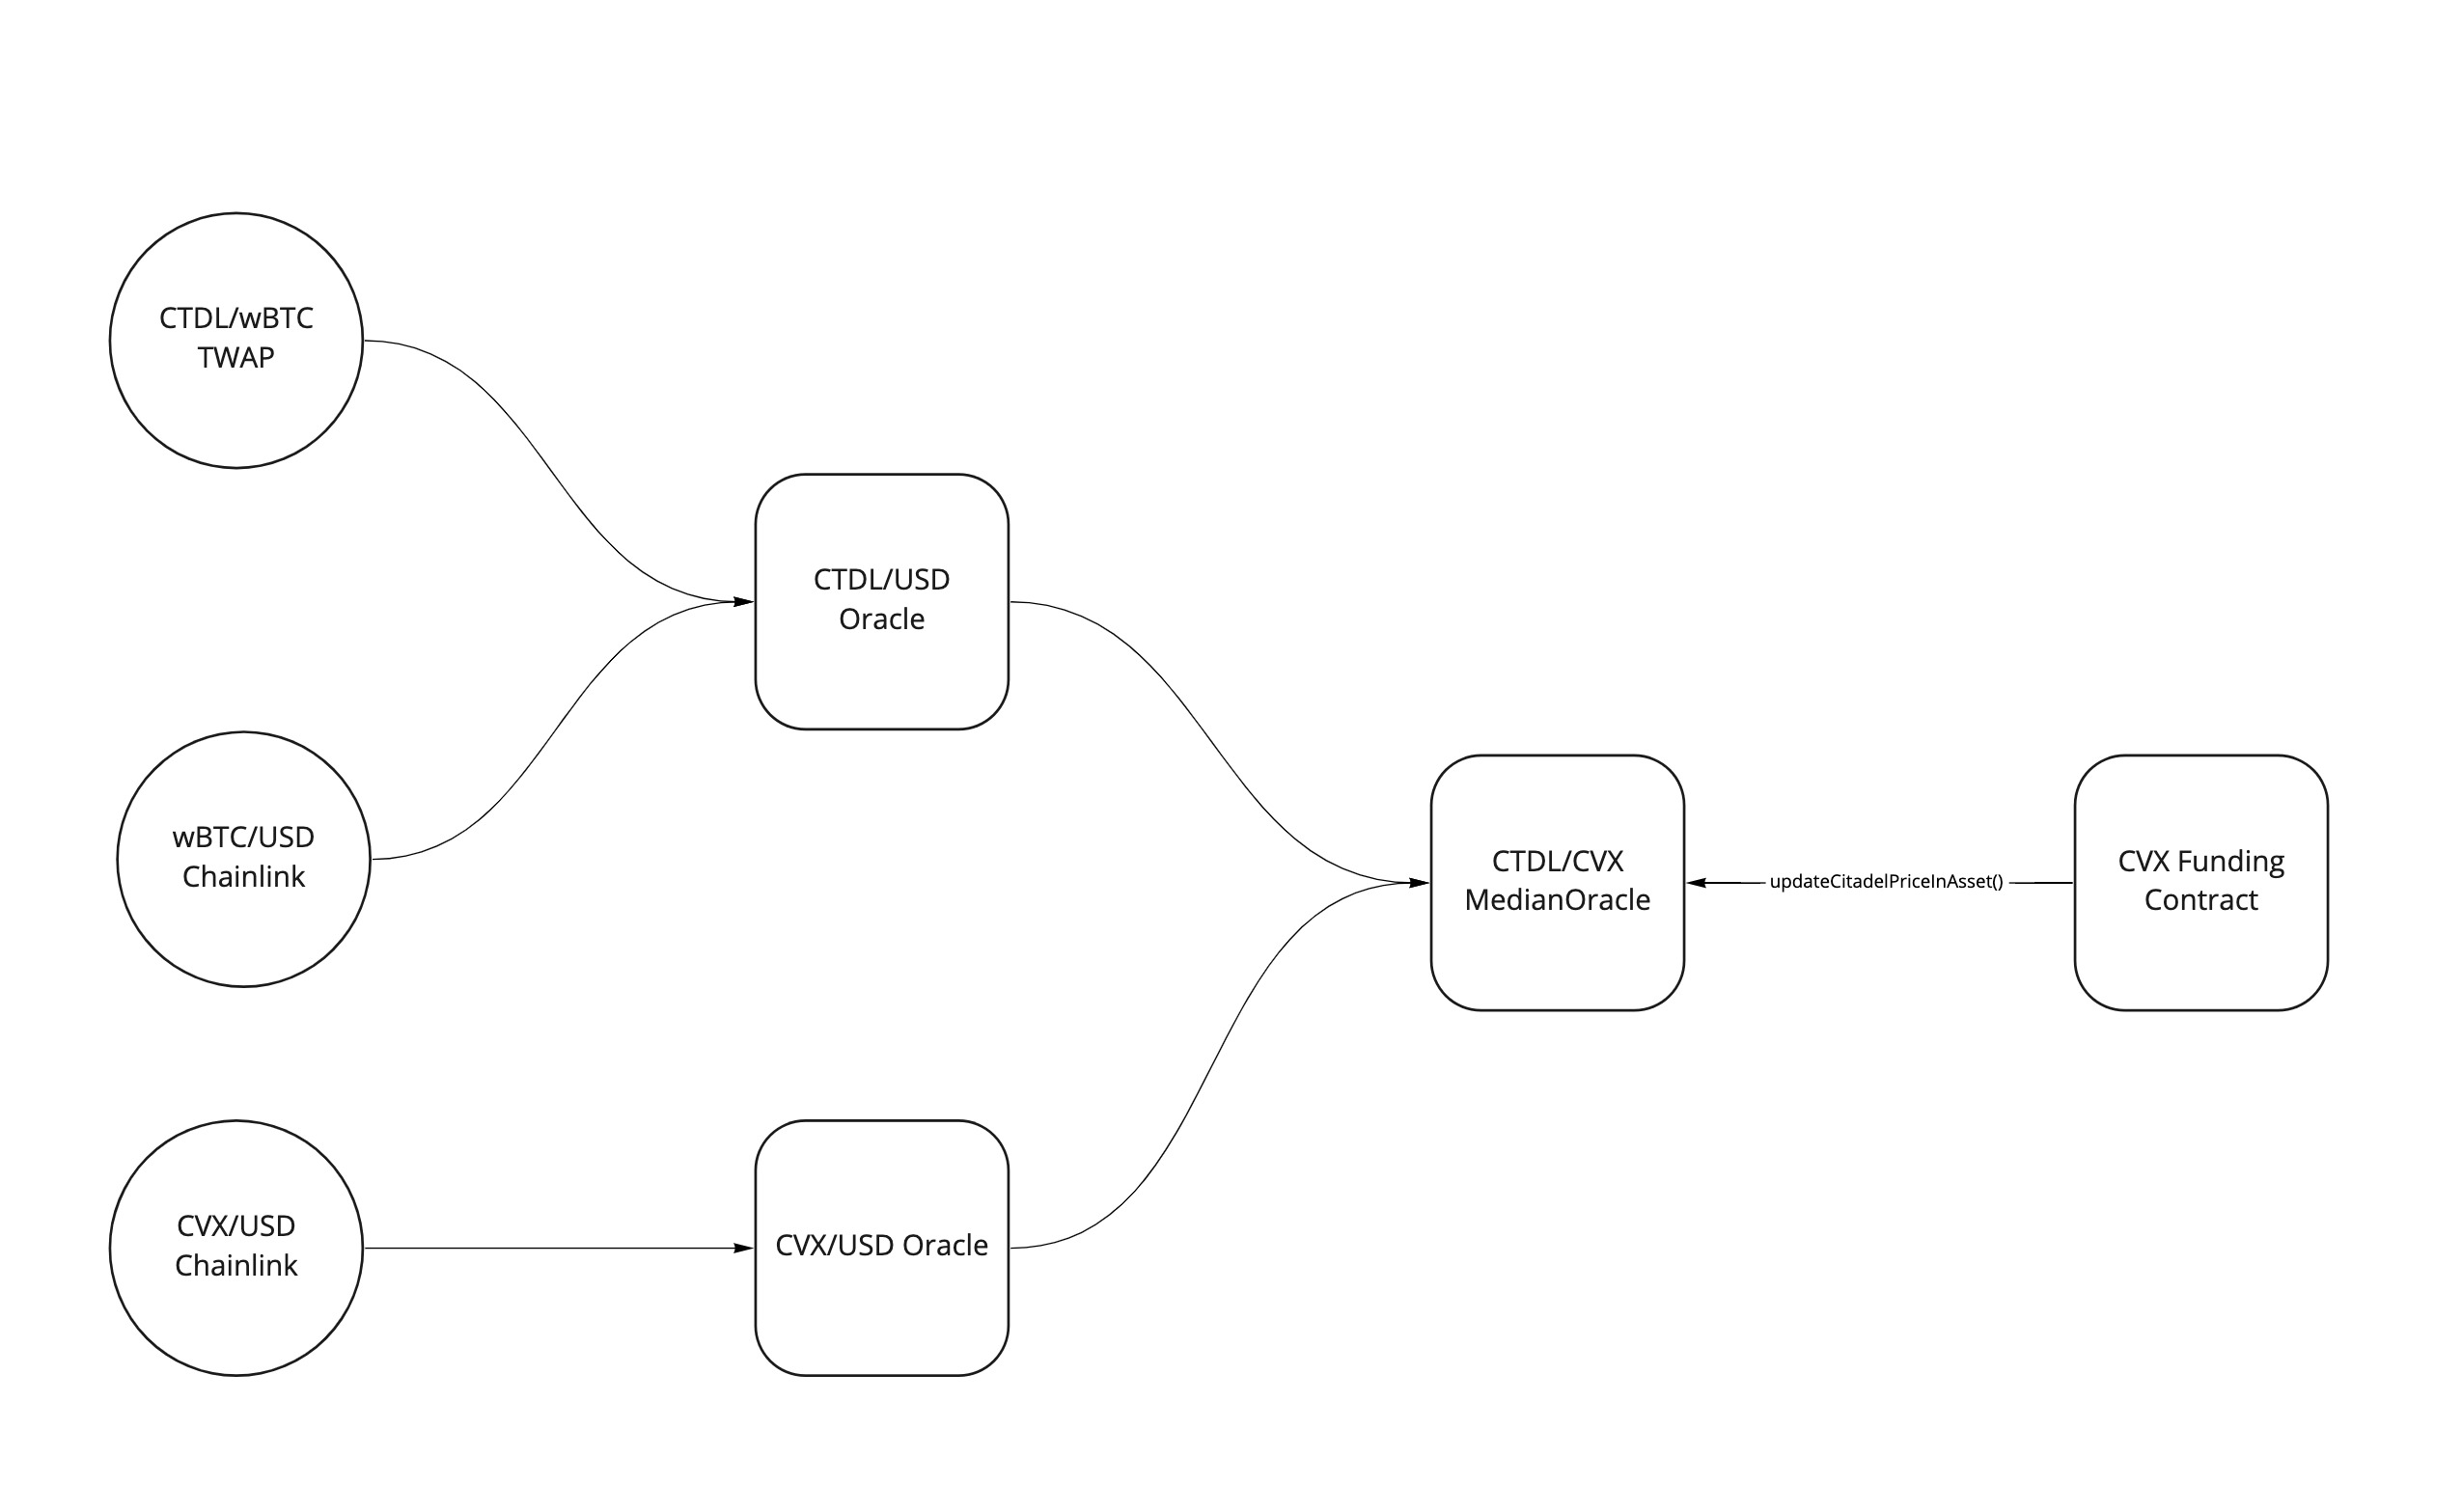 CTDL/wBTC
TWAP
CTDL/USD
Oracle
wBTC/USD
Chainlink
CTDL/CVX
MedianOracle
updateCitadelPriceInAsset()
CVX Funding
Contract
CVX/USD
Chainlink
CVX/USD Oracle